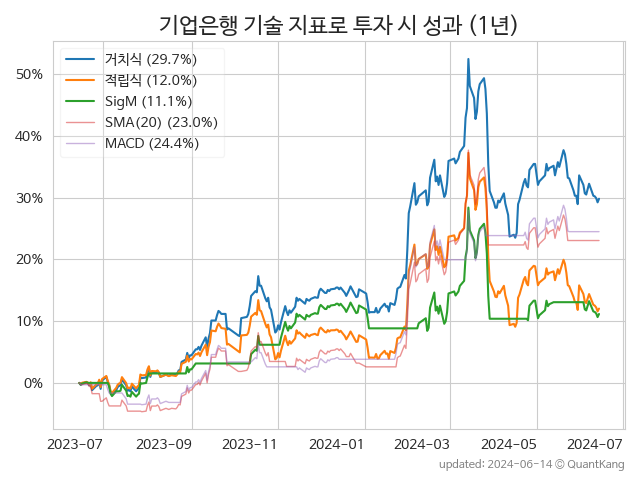 기업은행 기술 지표로 투자 시 성과 (1년)
거치식 (29.7%)
적립식 (12.0%)
SigM (11.1%)
SMA(20) (23.0%)
MACD (24.4%)
50%
40%
30%
20%
10%
0%
2023-07 2023-09 2023-11 2024-01 2024-03 2024-05 2024-07
updated: 2024-06-14 © QuantKang